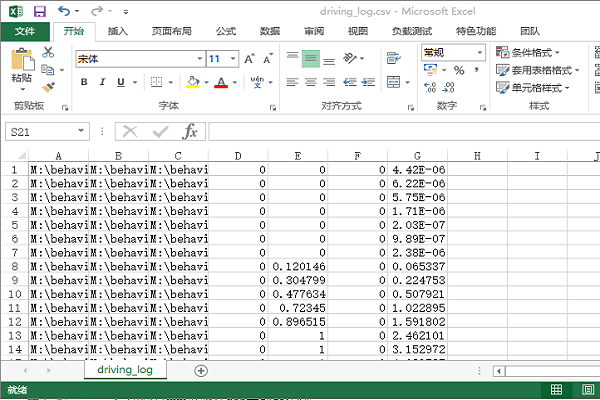 driving_log.csv - Microsoft Excel
文件 开始 插入 页面布局 公式 数据 审阅 视图 负载测试 特色功能 团队
宋体 11 常规 条件格式
粘贴 B I U wén 文 % , 套用表格格式
单元格样式
剪贴板 字体 对齐方式 数字 样式
S21 fx
A B C D E F G H I J
1 M:\behavi M:\behavi M:\behavi 0 0 0 4.42E-06
2 M:\behavi M:\behavi M:\behavi 0 0 0 6.22E-06
3 M:\behavi M:\behavi M:\behavi 0 0 0 5.75E-06
4 M:\behavi M:\behavi M:\behavi 0 0 0 1.71E-06
5 M:\behavi M:\behavi M:\behavi 0 0 0 2.03E-07
6 M:\behavi M:\behavi M:\behavi 0 0 0 9.89E-07
7 M:\behavi M:\behavi M:\behavi 0 0 0 2.38E-06
8 M:\behavi M:\behavi M:\behavi 0 0.120146 0 0.065337
9 M:\behavi M:\behavi M:\behavi 0 0.304799 0 0.224753
10 M:\behavi M:\behavi M:\behavi 0 0.477634 0 0.507921
11 M:\behavi M:\behavi M:\behavi 0 0.72345 0 1.022895
12 M:\behavi M:\behavi M:\behavi 0 0.896515 0 1.591802
13 M:\behavi M:\behavi M:\behavi 0 1 0 2.462101
14 M:\behavi M:\behavi M:\behavi 0 1 0 3.152972
driving_log
就绪